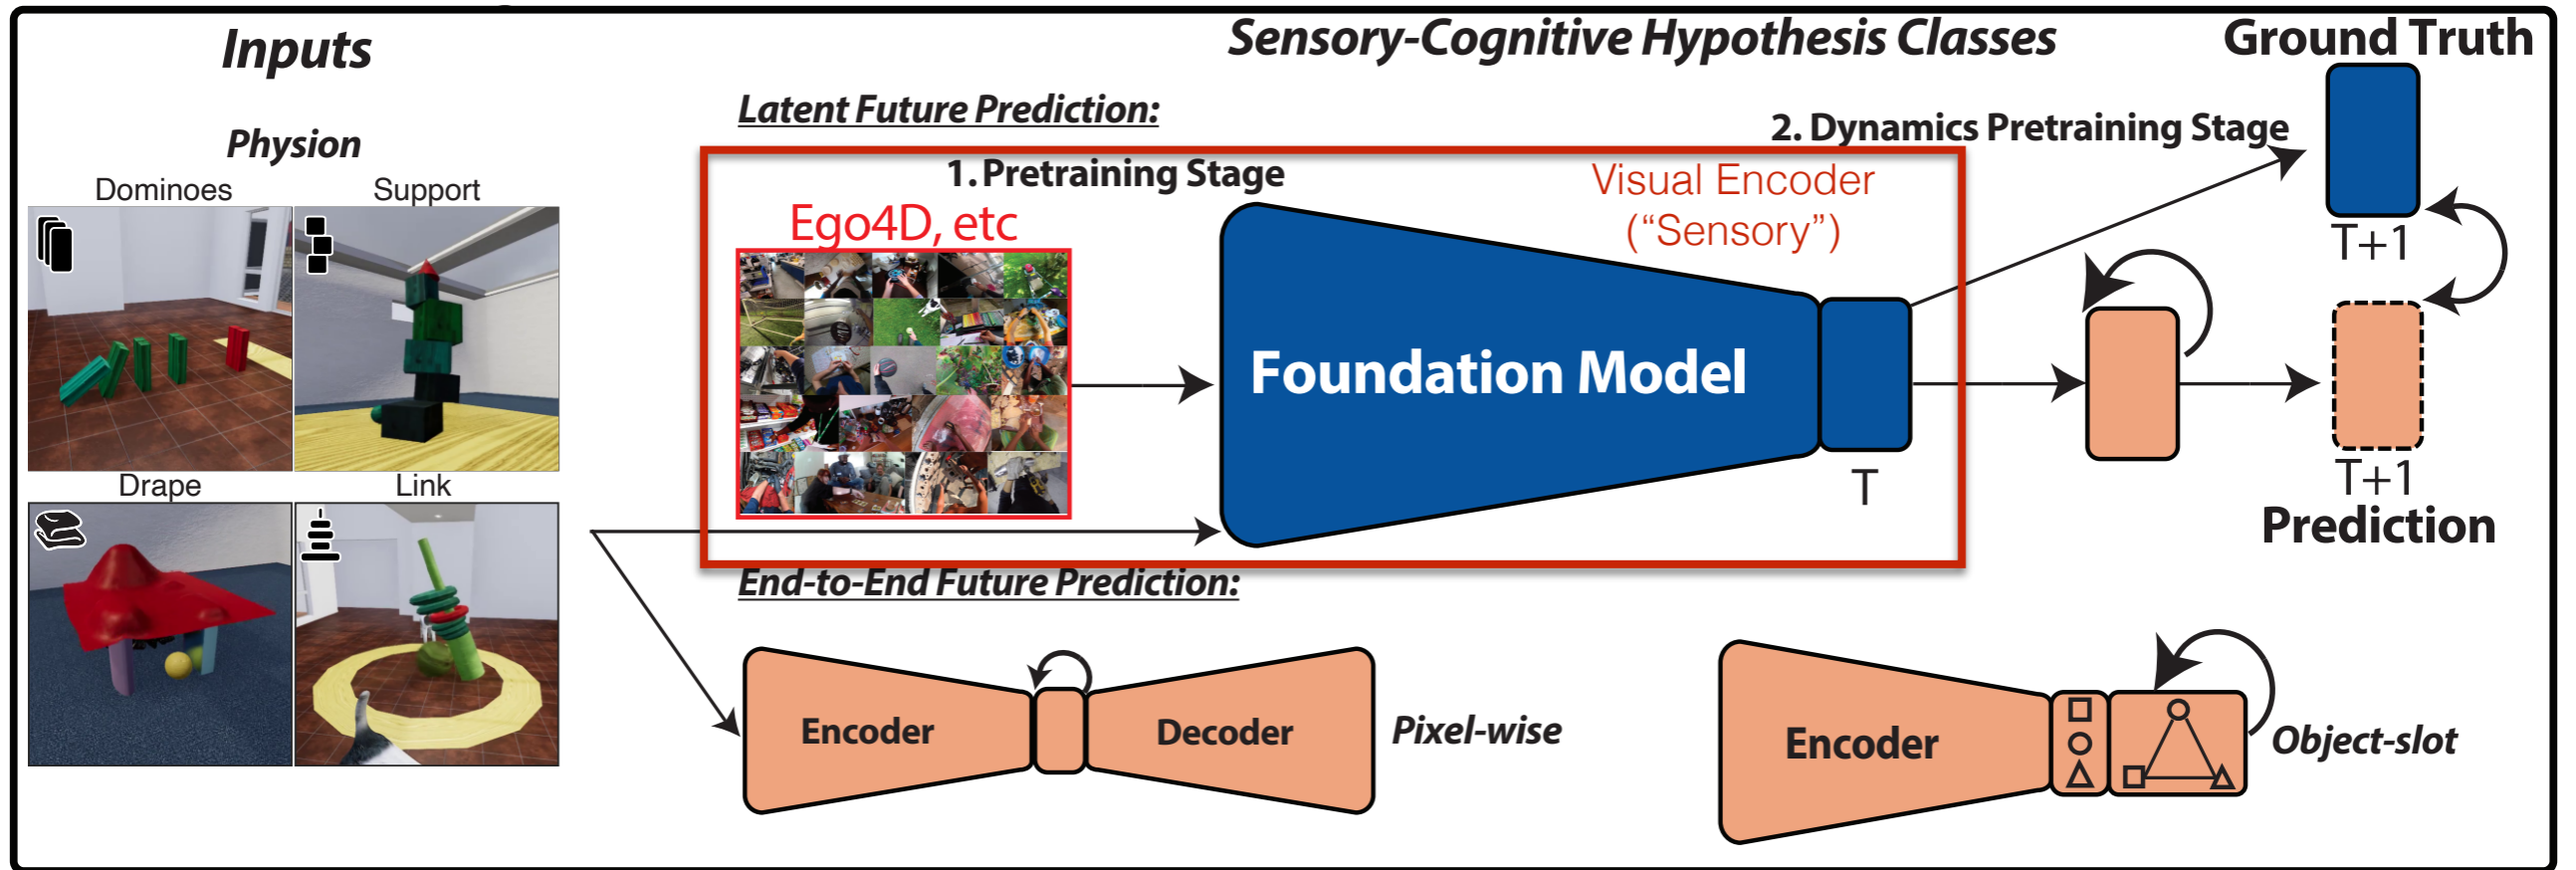 Inputs
Sensory-Cognitive Hypothesis Classes
Ground Truth
Physion
Dominoes
Support
Drape
Link
Latent Future Prediction:
1. Pretraining Stage
Ego4D, etc
Visual Encoder
(“Sensory”)
Foundation Model
T
2. Dynamics Pretraining Stage
T+1
T+1
Prediction
End-to-End Future Prediction:
Encoder
Decoder
Pixel-wise
Encoder
Object-slot